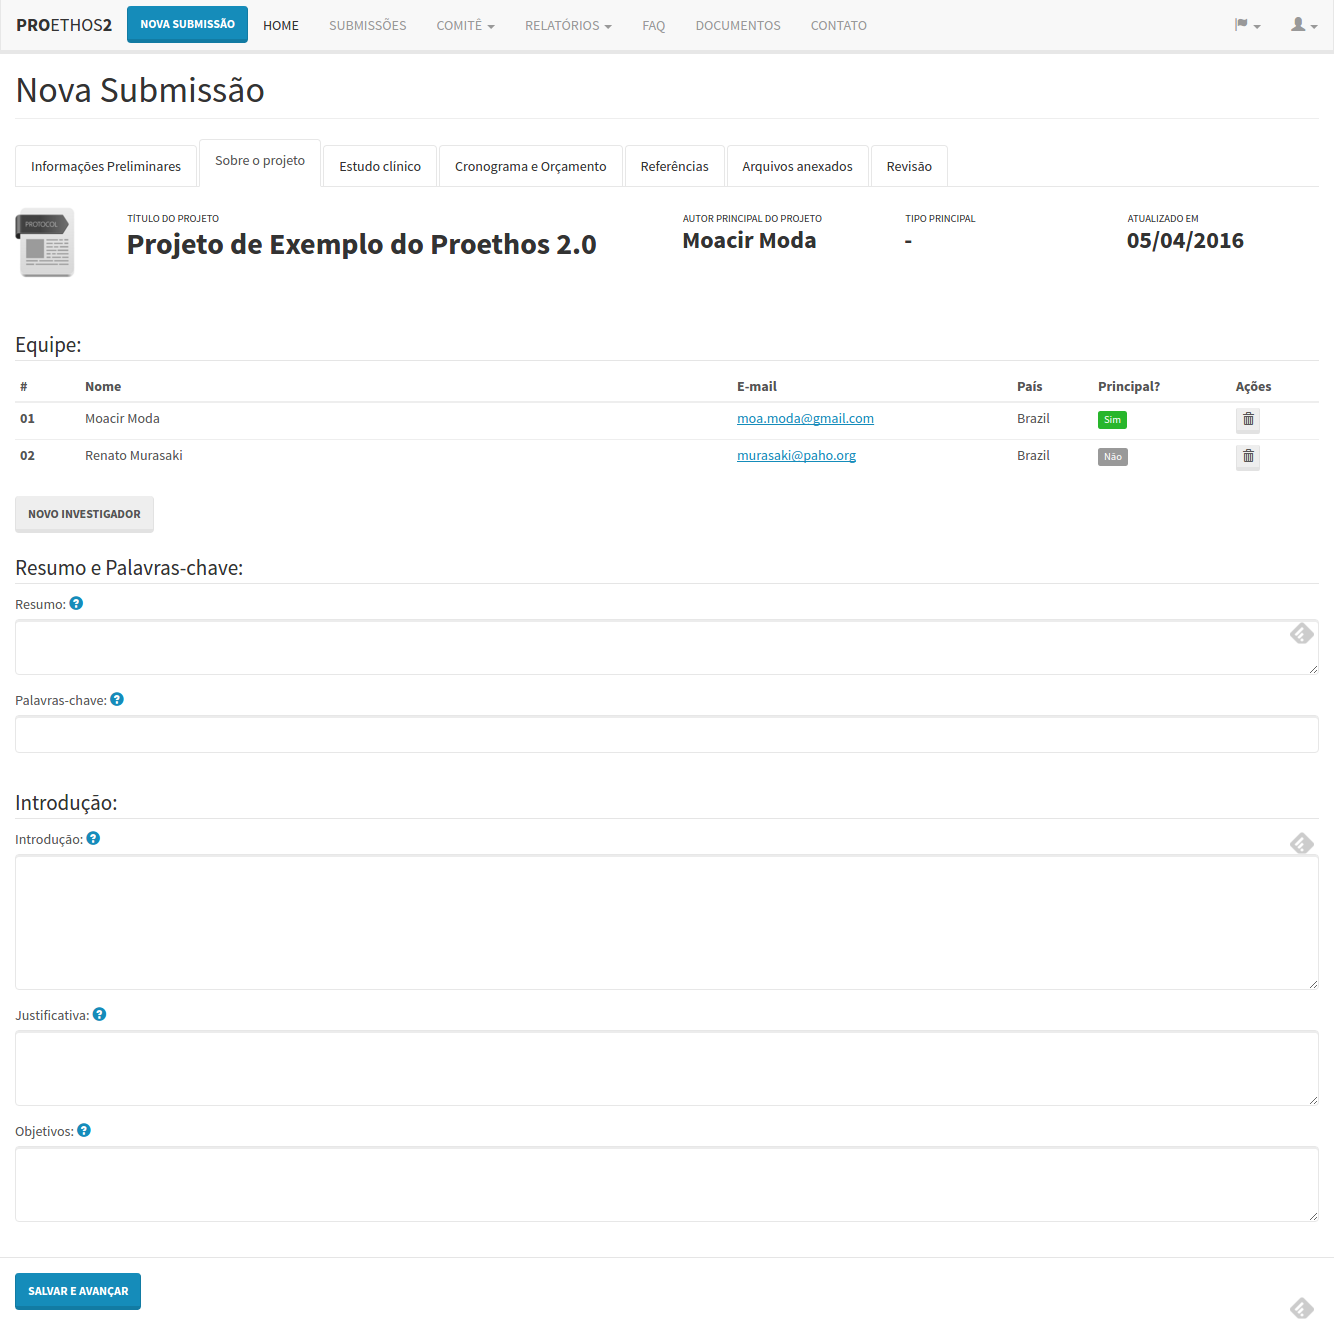 PROETHOS2 NOVA SUBMISSÃO HOME SUBMISSÕES COMITÊ RELATÓRIOS FAQ DOCUMENTOS CONTATO
Nova Submissão
Informações Preliminares Sobre o projeto Estudo clínico Cronograma e Orçamento Referências Arquivos anexados Revisão
PROTOCOL
TÍTULO DO PROJETO AUTOR PRINCIPAL DO PROJETO TIPO PRINCIPAL ATUALIZADO EM
Projeto de Exemplo do Proethos 2.0 Moacir Moda - 05/04/2016
Equipe:
# Nome E-mail País Principal? Ações
01 Moacir Moda moa.moda@gmail.com Brazil Sim
02 Renato Murasaki murasaki@paho.org Brazil Não
NOVO INVESTIGADOR
Resumo e Palavras-chave:
Resumo: ?
Palavras-chave: ?
Introdução:
Introdução: ?
Justificativa: ?
Objetivos: ?
SALVAR E AVANÇAR